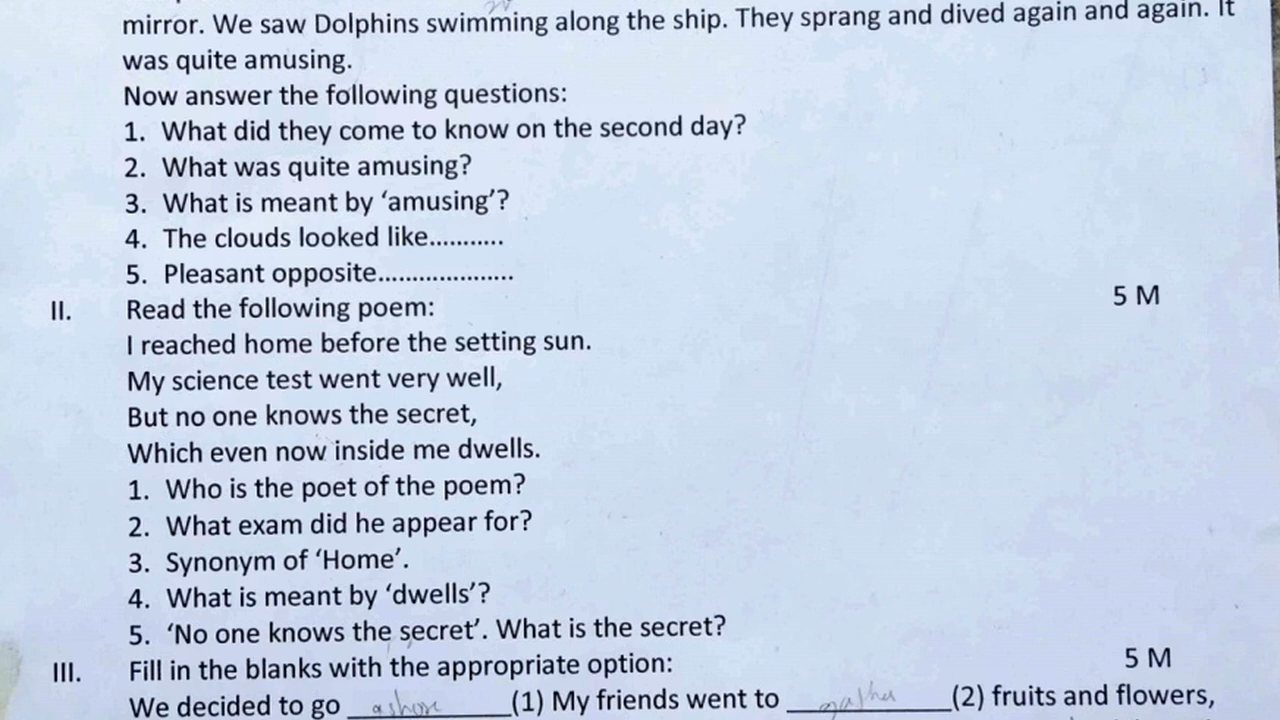 mirror. We saw Dolphins swimming along the ship. They sprang and dived again and again. It
was quite amusing.
Now answer the following questions:
1. What did they come to know on the second day?
2. What was quite amusing?
3. What is meant by ‘amusing’?
4. The clouds looked like...........
5. Pleasant opposite....................
II. Read the following poem: 5 M
I reached home before the setting sun.
My science test went very well,
But no one knows the secret,
Which even now inside me dwells.
1. Who is the poet of the poem?
2. What exam did he appear for?
3. Synonym of ‘Home’.
4. What is meant by ‘dwells’?
5. ‘No one knows the secret’. What is the secret?
III. Fill in the blanks with the appropriate option: 5 M
We decided to go ashore (1) My friends went to gather (2) fruits and flowers,